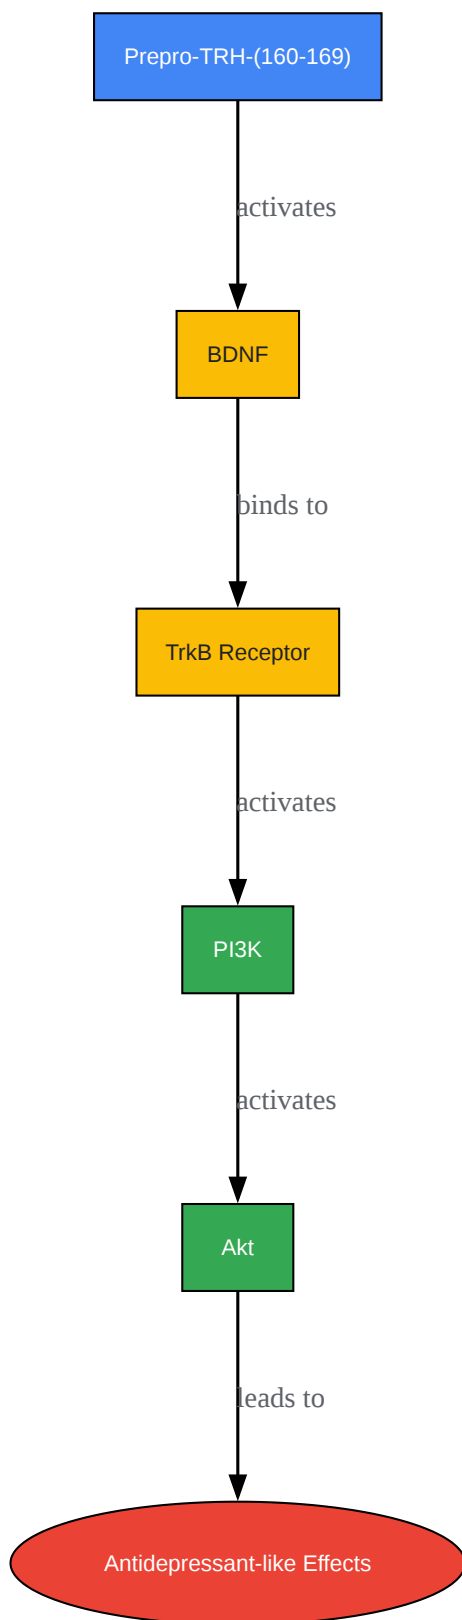 Prepro-TRH-(160-169)
activates
BDNF
binds to
TrkB Receptor
activates
PI3K
activates
Akt
leads to
Antidepressant-like Effects